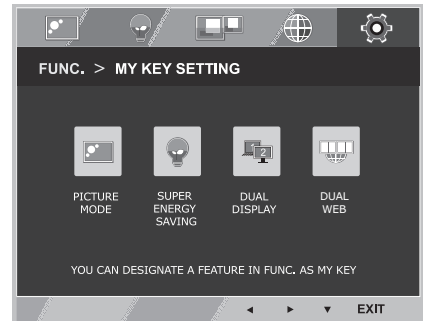 FUNC. > MY KEY SETTING
2
PICTURE
MODE
SUPER
ENERGY
SAVING
DUAL
DISPLAY
DUAL
WEB
YOU CAN DESIGNATE A FEATURE IN FUNC. AS MY KEY
◄ ► ▼ EXIT